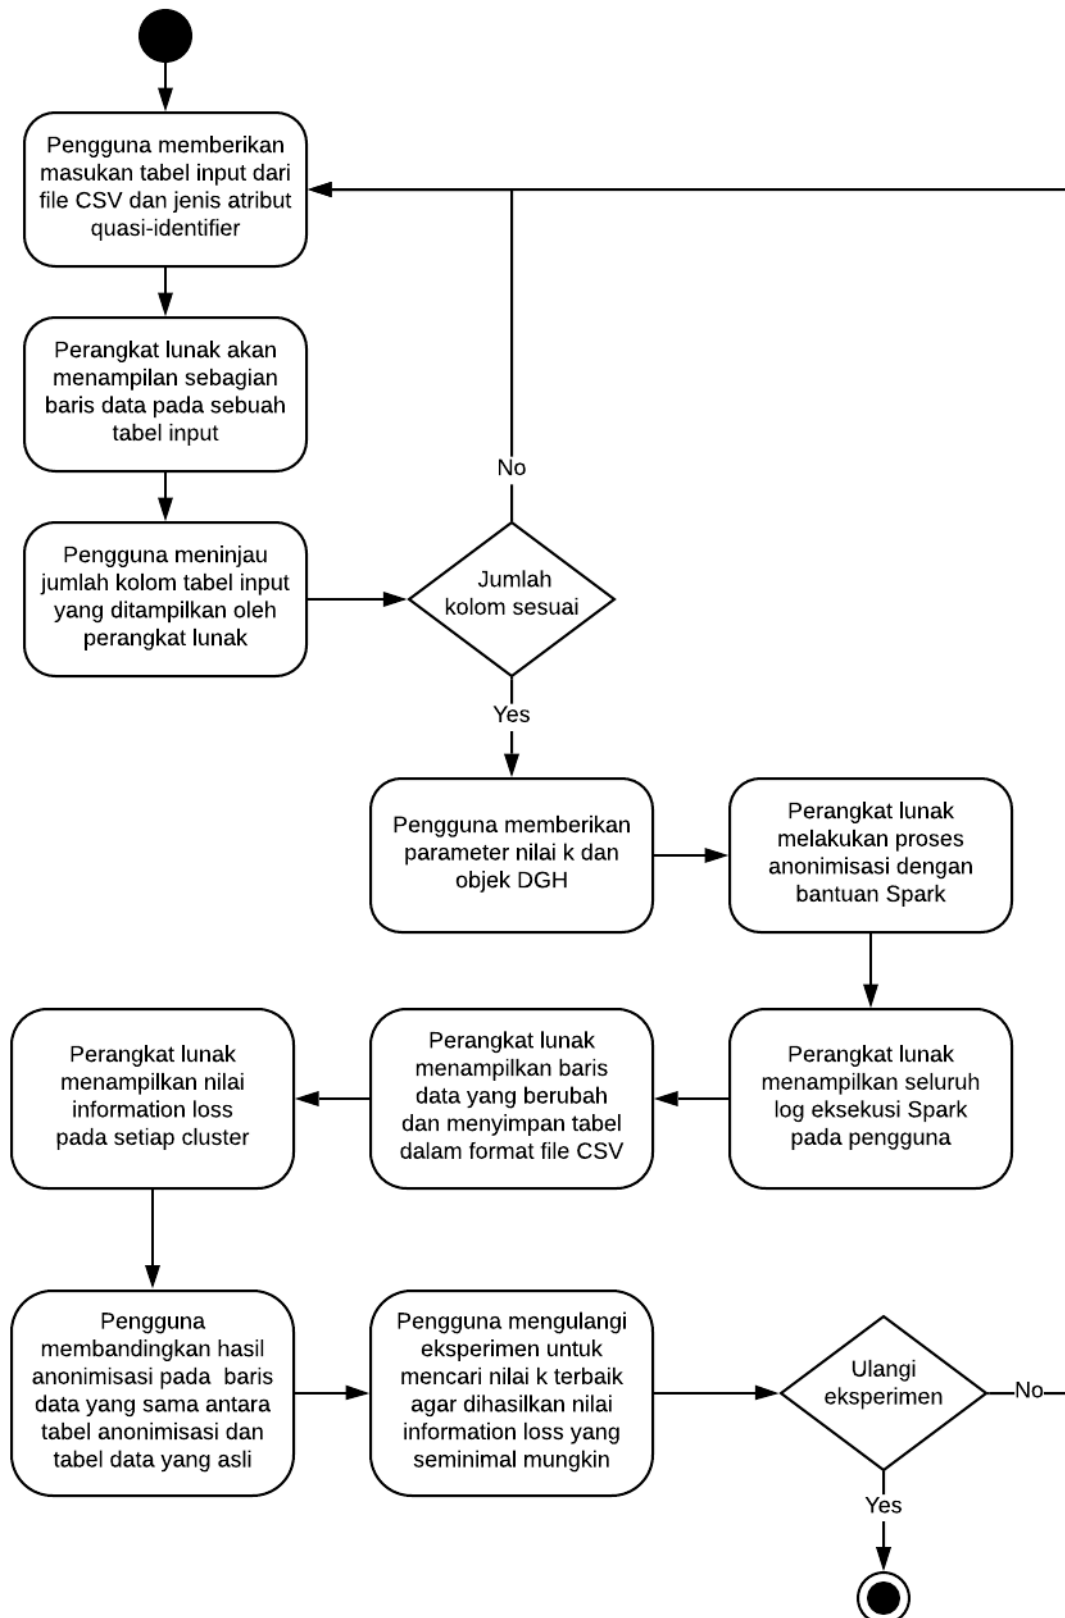 Pengguna memberikan
masukan tabel input dari
file CSV dan jenis atribut
quasi-identifier
Perangkat lunak akan
menampilan sebagian
baris data pada sebuah
tabel input
No
Pengguna meninjau
jumlah kolom tabel input
yang ditampilkan oleh
perangkat lunak
Jumlah
kolom sesuai
Yes
Pengguna memberikan
parameter nilai k dan
objek DGH
Perangkat lunak
melakukan proses
anonimisasi dengan
bantuan Spark
Perangkat lunak
menampilkan seluruh
log eksekusi Spark
pada pengguna
Perangkat lunak
menampilkan baris
data yang berubah
dan menyimpan tabel
dalam format file CSV
Perangkat lunak
menampilkan nilai
information loss
pada setiap cluster
Pengguna
membandingkan hasil
anonimisasi pada baris
data yang sama antara
tabel anonimisasi dan
tabel data yang asli
Pengguna mengulangi
eksperimen untuk
mencari nilai k terbaik
agar dihasilkan nilai
information loss yang
seminimal mungkin
Ulangi
eksperimen
No
Yes